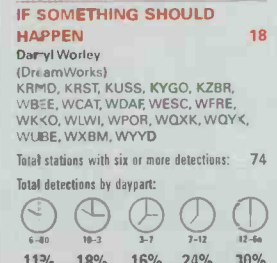 IF SOMETHING SHOULD
HAPPEN 18
Darryl Worley
(DreamWorks)
KRMD, KRST, KUSS, KYGO, KZBR,
WBEE, WCAT, WDAF, WESC, WFRE,
WKKO, WLWI, WPOR, WQXK, WQYK,
WUBE, WXBM, WYYD
Total stations with six or more detections: 74
Total detections by daypart:
6-10 10-3 3-7 7-12 12-6a
11% 18% 16% 24% 30%